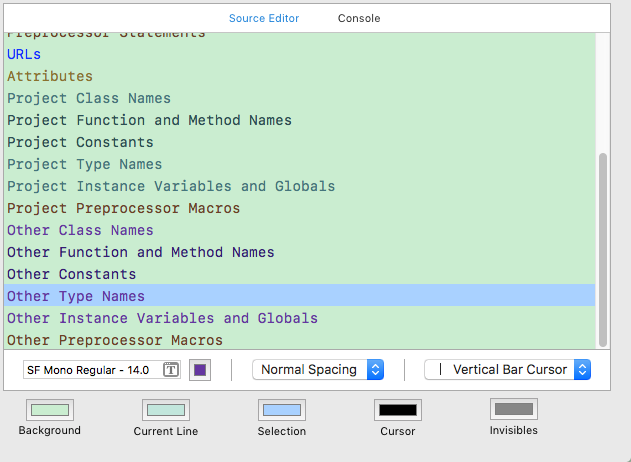 Source Editor Console
Preprocessor Statements
URLs
Attributes
Project Class Names
Project Function and Method Names
Project Constants
Project Type Names
Project Instance Variables and Globals
Project Preprocessor Macros
Other Class Names
Other Function and Method Names
Other Constants
Other Type Names
Other Instance Variables and Globals
Other Preprocessor Macros
SF Mono Regular - 14.0 T Normal Spacing | Vertical Bar Cursor
Background Current Line Selection Cursor Invisibles